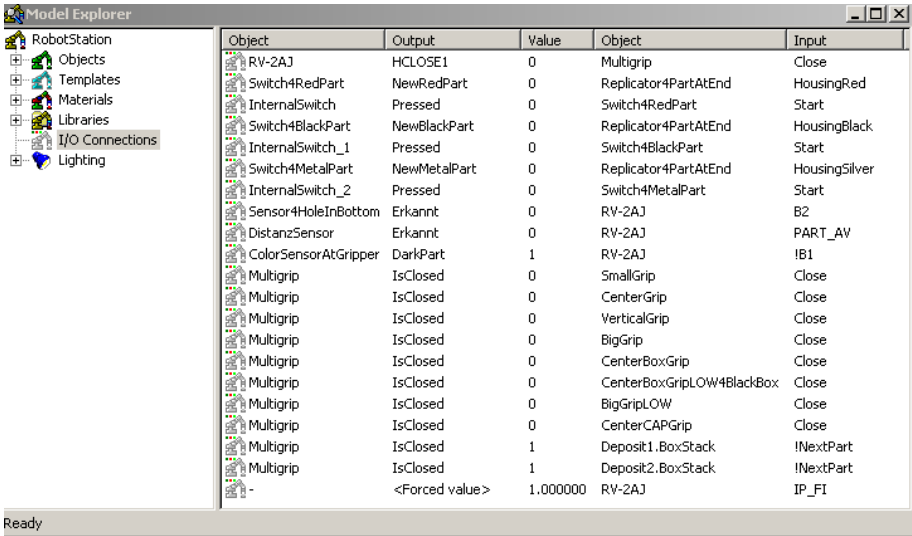 Model Explorer
RobotStation
Objects
Templates
Materials
Libraries
I/O Connections
Lighting
Object Output Value Object Input
RV-2AJ HCLOSE1 0 Multigrip Close
Switch4RedPart NewRedPart 0 Replicator4PartAtEnd HousingRed
InternalSwitch Pressed 0 Switch4RedPart Start
Switch4BlackPart NewBlackPart 0 Replicator4PartAtEnd HousingBlack
InternalSwitch_1 Pressed 0 Switch4BlackPart Start
Switch4MetalPart NewMetalPart 0 Replicator4PartAtEnd HousingSilver
InternalSwitch_2 Pressed 0 Switch4MetalPart Start
Sensor4HoleInBottom Erkannt 0 RV-2AJ B2
DistanzSensor Erkannt 0 RV-2AJ PART_AV
ColorSensorAtGripper DarkPart 1 RV-2AJ !B1
Multigrip IsClosed 0 SmallGrip Close
Multigrip IsClosed 0 CenterGrip Close
Multigrip IsClosed 0 VerticalGrip Close
Multigrip IsClosed 0 BigGrip Close
Multigrip IsClosed 0 CenterBoxGrip Close
Multigrip IsClosed 0 CenterBoxGripLOW4BlackBox Close
Multigrip IsClosed 0 BigGripLOW Close
Multigrip IsClosed 0 CenterCAPGrip Close
Multigrip IsClosed 1 Deposit1.BoxStack !NextPart
Multigrip IsClosed 1 Deposit2.BoxStack !NextPart
- <Forced value> 1.000000 RV-2AJ IP_FI
Ready